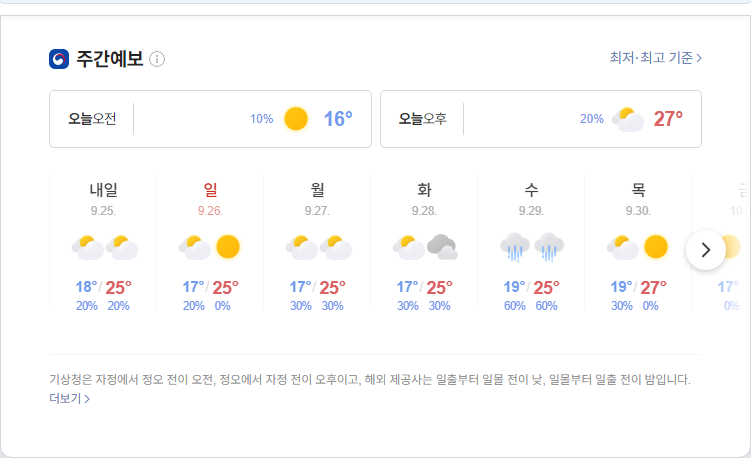 주간예보
최저·최고 기준 >
오늘오전 10% 16°
오늘오후 20% 27°
내일 일 월 화 수 목
9.25. 9.26. 9.27. 9.28. 9.29. 9.30. 10.
18°/25° 17°/25° 17°/25° 17°/25° 19°/25° 19°/27° 17°
20% 20% 20% 0% 30% 30% 30% 30% 60% 60% 30% 0% 0%
기상청은 자정에서 정오 전이 오전, 정오에서 자정 전이 오후이고, 해외 제공사는 일출부터 일몰 전이 낮, 일몰부터 일출 전이 밤입니다.
더보기 >